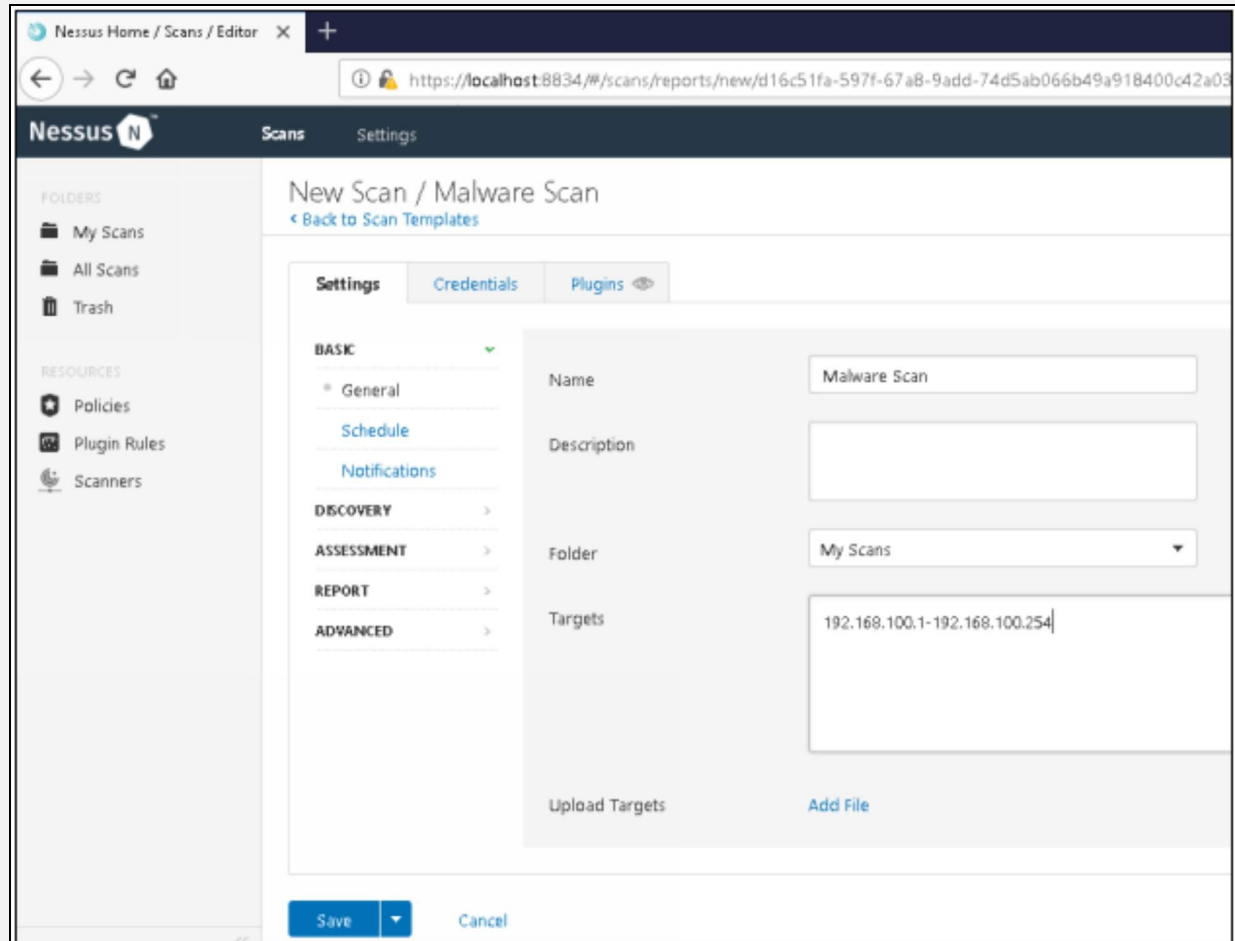 Nessus Home / Scans / Editor
https://localhost:8834/#/scans/reports/new/d16c51fa-597f-67a8-9add-74d5ab066b49a918400c42a03
Nessus N
Scans Settings
FOLDERS
My Scans
All Scans
Trash
RESOURCES
Policies
Plugin Rules
Scanners
New Scan / Malware Scan
< Back to Scan Templates
Settings Credentials Plugins
BASIC
General
Schedule
Notifications
DISCOVERY
ASSESSMENT
REPORT
ADVANCED
Name Malware Scan
Description
Folder My Scans
Targets 192.168.100.1-192.168.100.254
Upload Targets Add File
Save Cancel